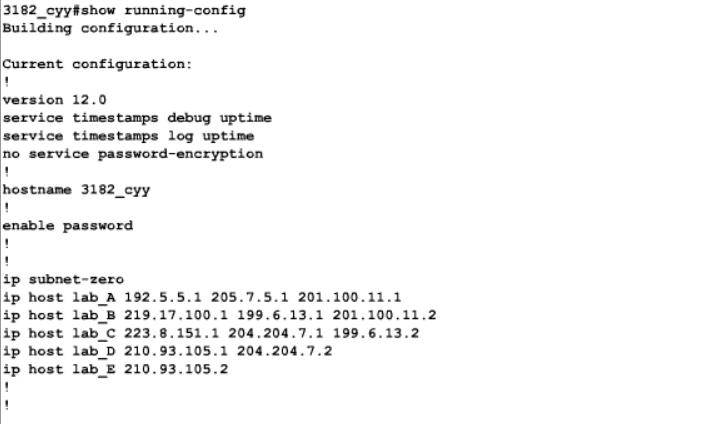 3182_cyy#show running-config
Building configuration...
Current configuration:
!
version 12.0
service timestamps debug uptime
service timestamps log uptime
no service password-encryption
!
hostname 3182_cyy
!
enable password
!
!
ip subnet-zero
ip host lab_A 192.5.5.1 205.7.5.1 201.100.11.1
ip host lab_B 219.17.100.1 199.6.13.1 201.100.11.2
ip host lab_C 223.8.151.1 204.204.7.1 199.6.13.2
ip host lab_D 210.93.105.1 204.204.7.2
ip host lab_E 210.93.105.2
!
!